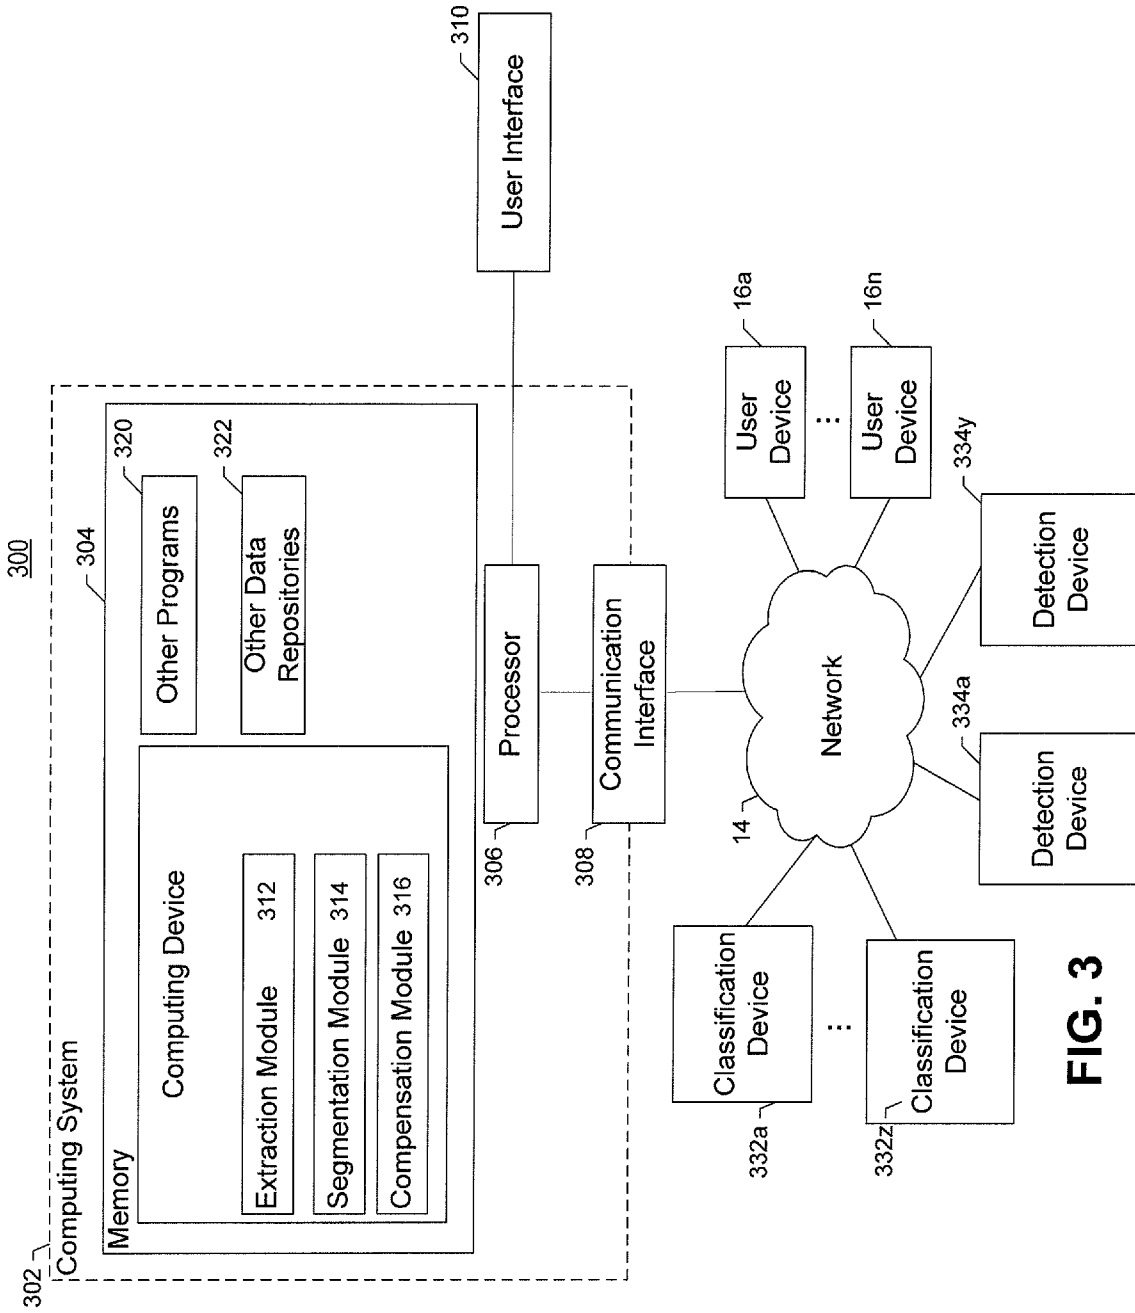 300
302
Computing System
304
Memory
Computing Device
Extraction Module 312
Segmentation Module 314
Compensation Module 316
320
Other Programs
322
Other Data
Repositories
306
Processor
310
User Interface
308
Communication
Interface
14
Network
332a
Classification
Device
...
332z
Classification
Device
334a
Detection
Device
334y
Detection
Device
16a
User
Device
...
16n
User
Device
FIG. 3